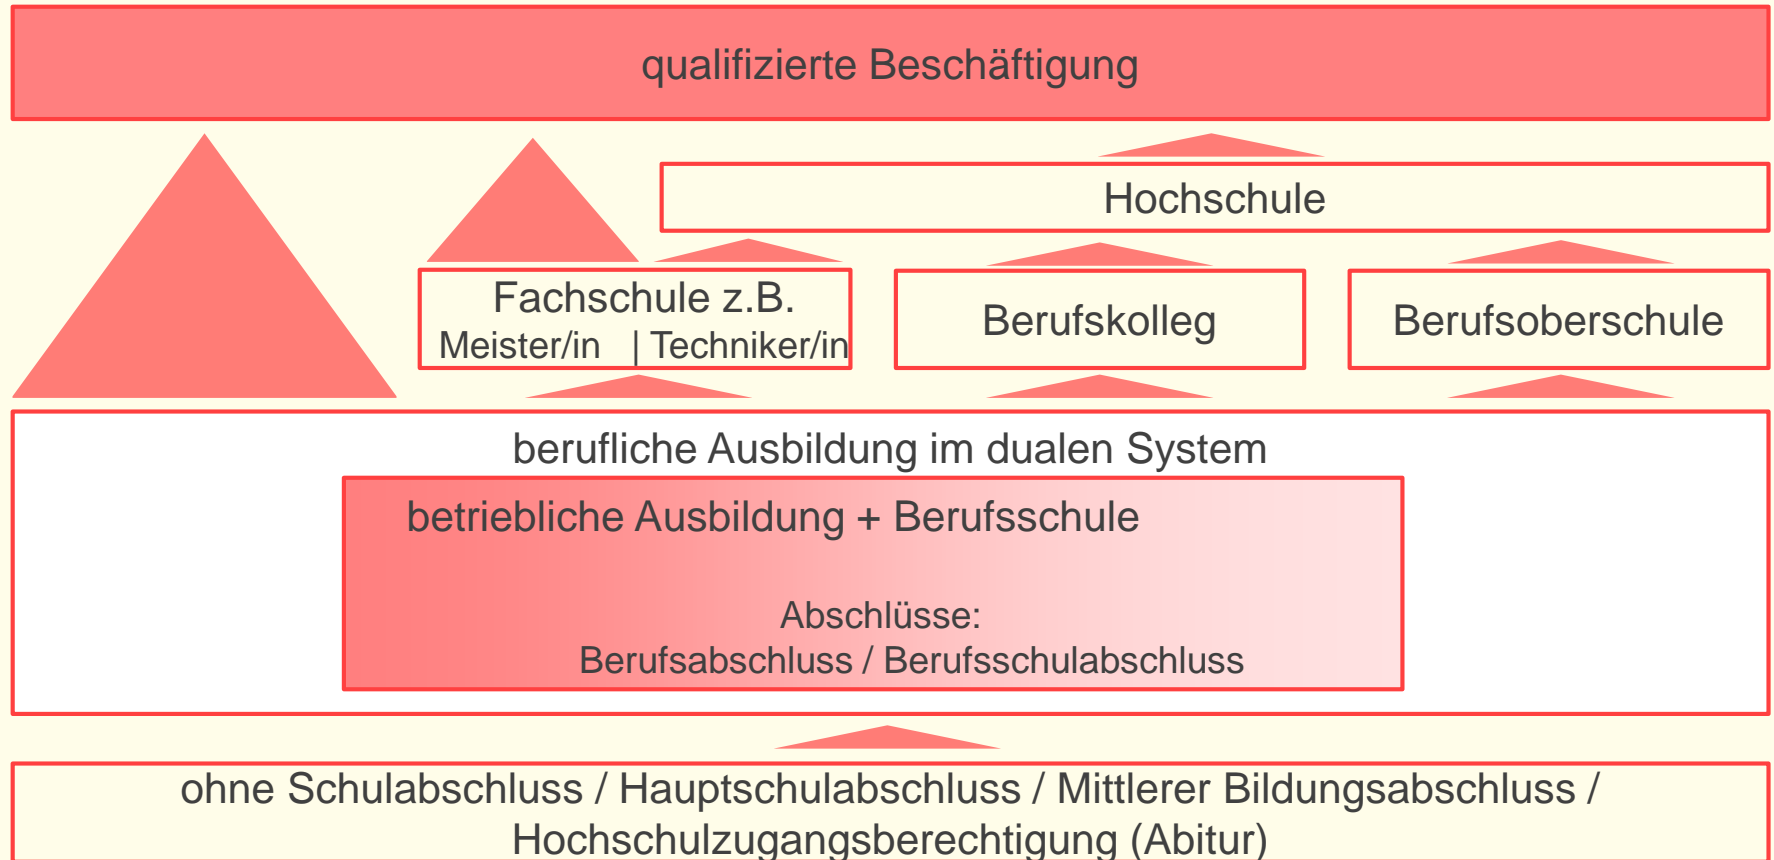 qualifizierte Beschäftigung
Hochschule
Fachschule z.B.
Meister/in | Techniker/in
Berufskolleg
Berufsoberschule
berufliche Ausbildung im dualen System
betriebliche Ausbildung + Berufsschule
Abschlüsse:
Berufsabschluss / Berufsschulabschluss
ohne Schulabschluss / Hauptschulabschluss / Mittlerer Bildungsabschluss /
Hochschulzugangsberechtigung (Abitur)